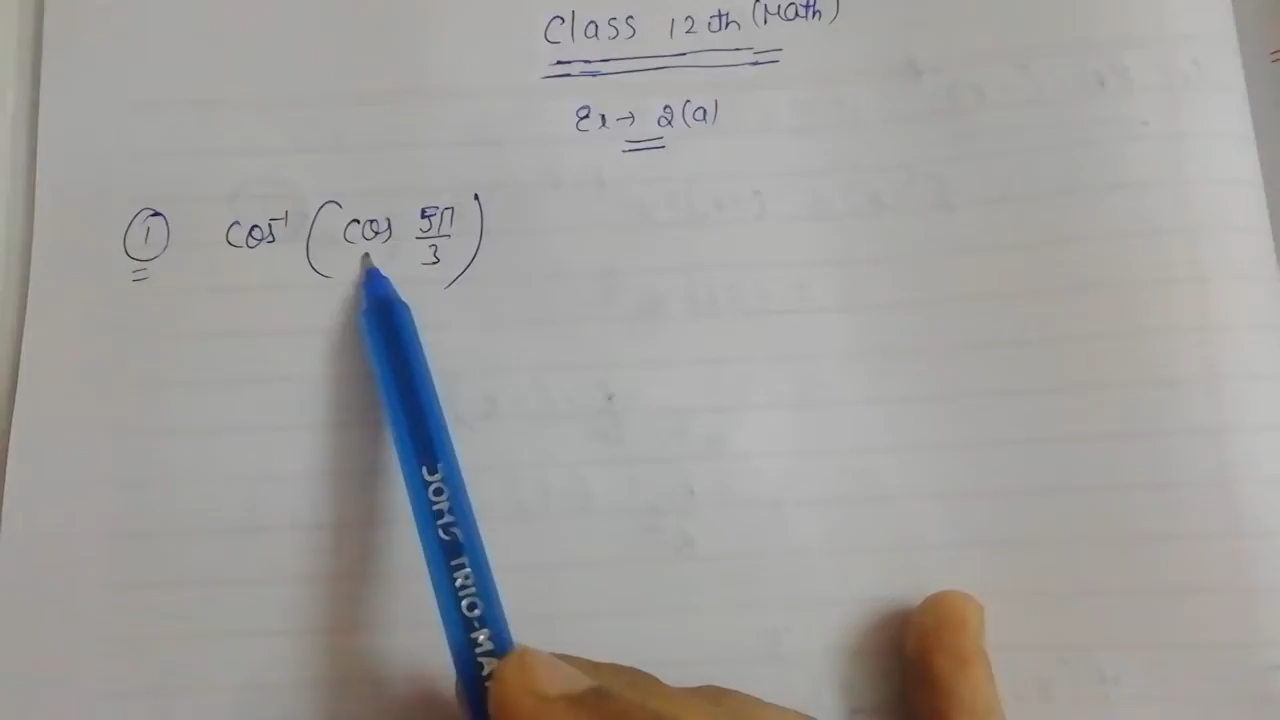 Class 12th (Math)
Ex→ 2(a)
① cos⁻¹ (cos 5π/3)
JOMS TRIO-MA